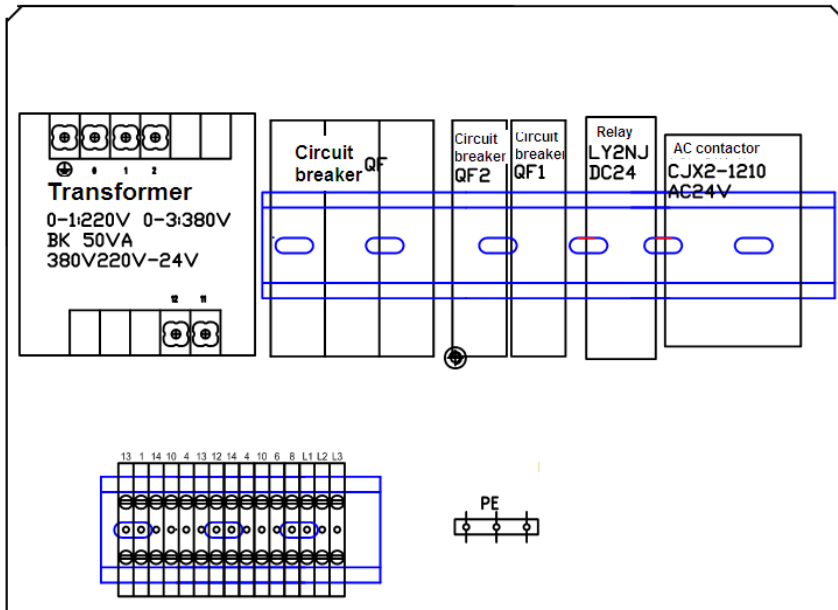 0 1 2
Transformer
0-1:220V 0-3:380V
BK 50VA
380V220V-24V
12 11
Circuit
breaker QF
Circuit
breaker
QF2
Circuit
breaker
QF1
Relay
LY2NJ
DC24
AC contactor
CJX2-1210
AC24V
13 1 14 10 4 13 12 14 4 10 6 8 L1 L2 L3
PE